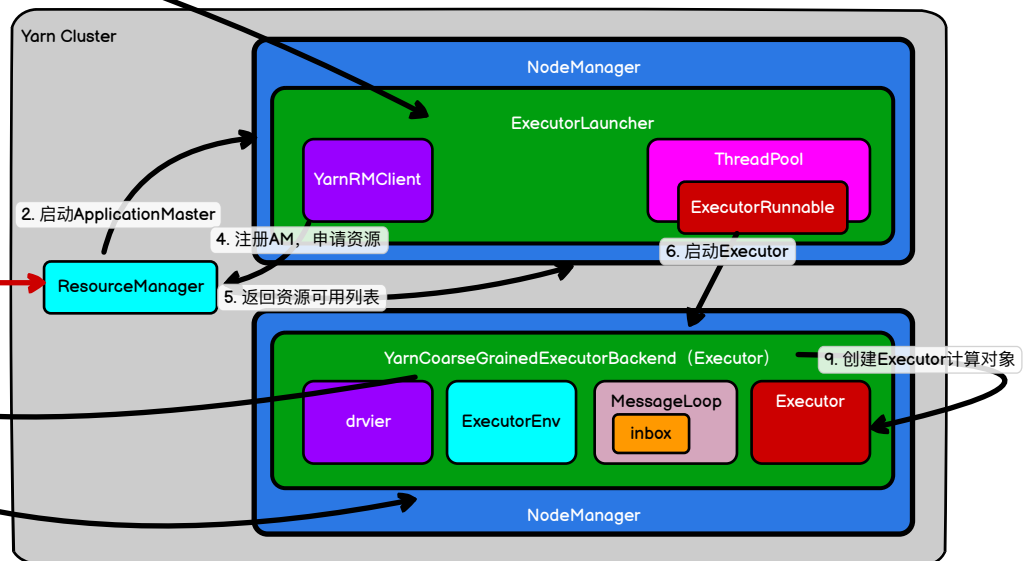 Yarn Cluster
NodeManager
ExecutorLauncher
YarnRMClient
ThreadPool
ExecutorRunnable
2. 启动ApplicationMaster
4. 注册AM，申请资源
6. 启动Executor
ResourceManager
5. 返回资源可用列表
YarnCoarseGrainedExecutorBackend（Executor）
9. 创建Executor计算对象
drvier
ExecutorEnv
MessageLoop
inbox
Executor
NodeManager